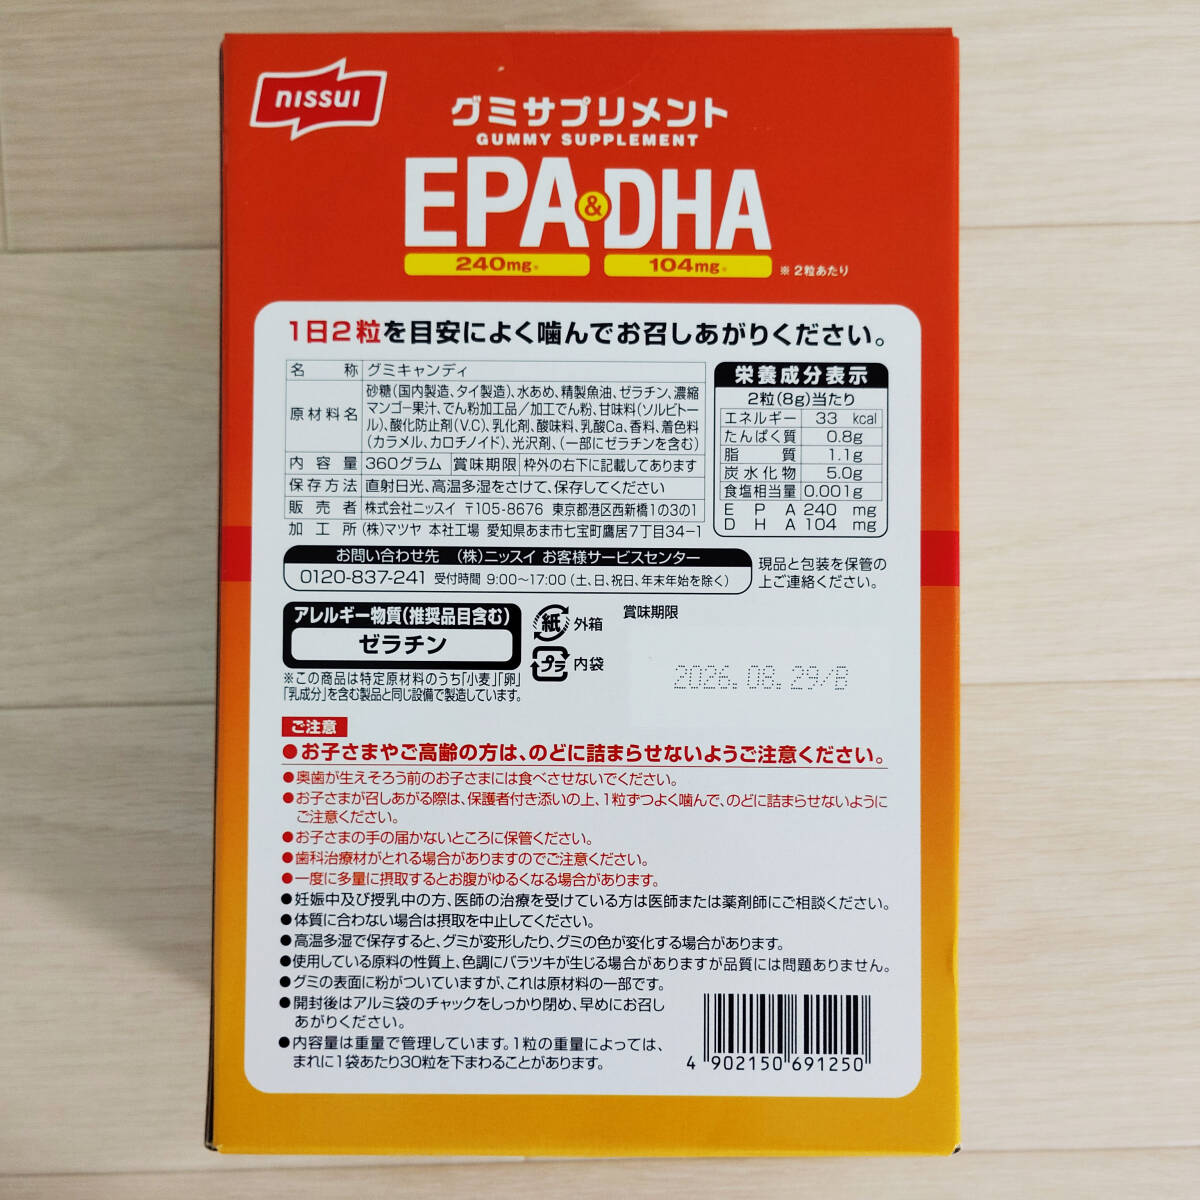 nissui
グミサプリメント
GUMMY SUPPLEMENT
EPA&DHA
240mg※ 104mg※ ※2粒あたり
1日2粒を目安によく噛んでお召しあがりください。
名称 グミキャンディ
原材料名 砂糖(国内製造、タイ製造)、水あめ、精製魚油、ゼラチン、濃縮
マンゴー果汁、でん粉加工品/加工でん粉、甘味料(ソルビトー
ル)、酸化防止剤(V.C)、乳化剤、酸味料、乳酸Ca、香料、着色料
(カラメル、カロチノイド)、光沢剤、(一部にゼラチンを含む)
内容量 360グラム 賞味期限 枠外の右下に記載してあります
保存方法 直射日光、高温多湿をさけて、保存してください
販売者 株式会社ニッスイ 〒105-8676 東京都港区西新橋1の3の1
加工所 (株)マツヤ 本社工場 愛知県あま市七宝町鷹居7丁目34-1
栄養成分表示
2粒(8g)当たり
エネルギー 33 kcal
たんぱく質 0.8g
脂質 1.1g
炭水化物 5.0g
食塩相当量 0.001g
EPA 240 mg
DHA 104 mg
お問い合わせ先 (株)ニッスイ お客様サービスセンター
0120-837-241 受付時間 9:00〜17:00(土、日、祝日、年末年始を除く)
現品と包装を保管の
上ご連絡ください。
アレルギー物質(推奨品目含む)
ゼラチン
※この商品は特定原材料のうち「小麦」「卵」
「乳成分」を含む製品と同じ設備で製造しています。
紙 外箱
プラ 内袋
賞味期限
2026.08.29/B
ご注意
●お子さまやご高齢の方は、のどに詰まらせないようご注意ください。
●奥歯が生えそろう前のお子さまには食べさせないでください。
●お子さまが召しあがる際は、保護者付き添いの上、1粒ずつよく噛んで、のどに詰まらせないように
ご注意ください。
●お子さまの手の届かないところに保管ください。
●歯科治療材がとれる場合がありますのでご注意ください。
●一度に多量に摂取するとお腹がゆるくなる場合があります。
●妊娠中及び授乳中の方、医師の治療を受けている方は医師または薬剤師にご相談ください。
●体質に合わない場合は摂取を中止してください。
●高温多湿で保存すると、グミが変形したり、グミの色が変化する場合があります。
●使用している原料の性質上、色調にバラツキが生じる場合がありますが品質には問題ありません。
●グミの表面に粉がついていますが、これは原材料の一部です。
●開封後はアルミ袋のチャックをしっかり閉め、早めにお召し
あがりください。
●内容量は重量で管理しています。1粒の重量によっては、
まれに1袋あたり30粒を下まわることがあります。
4 902150 691250